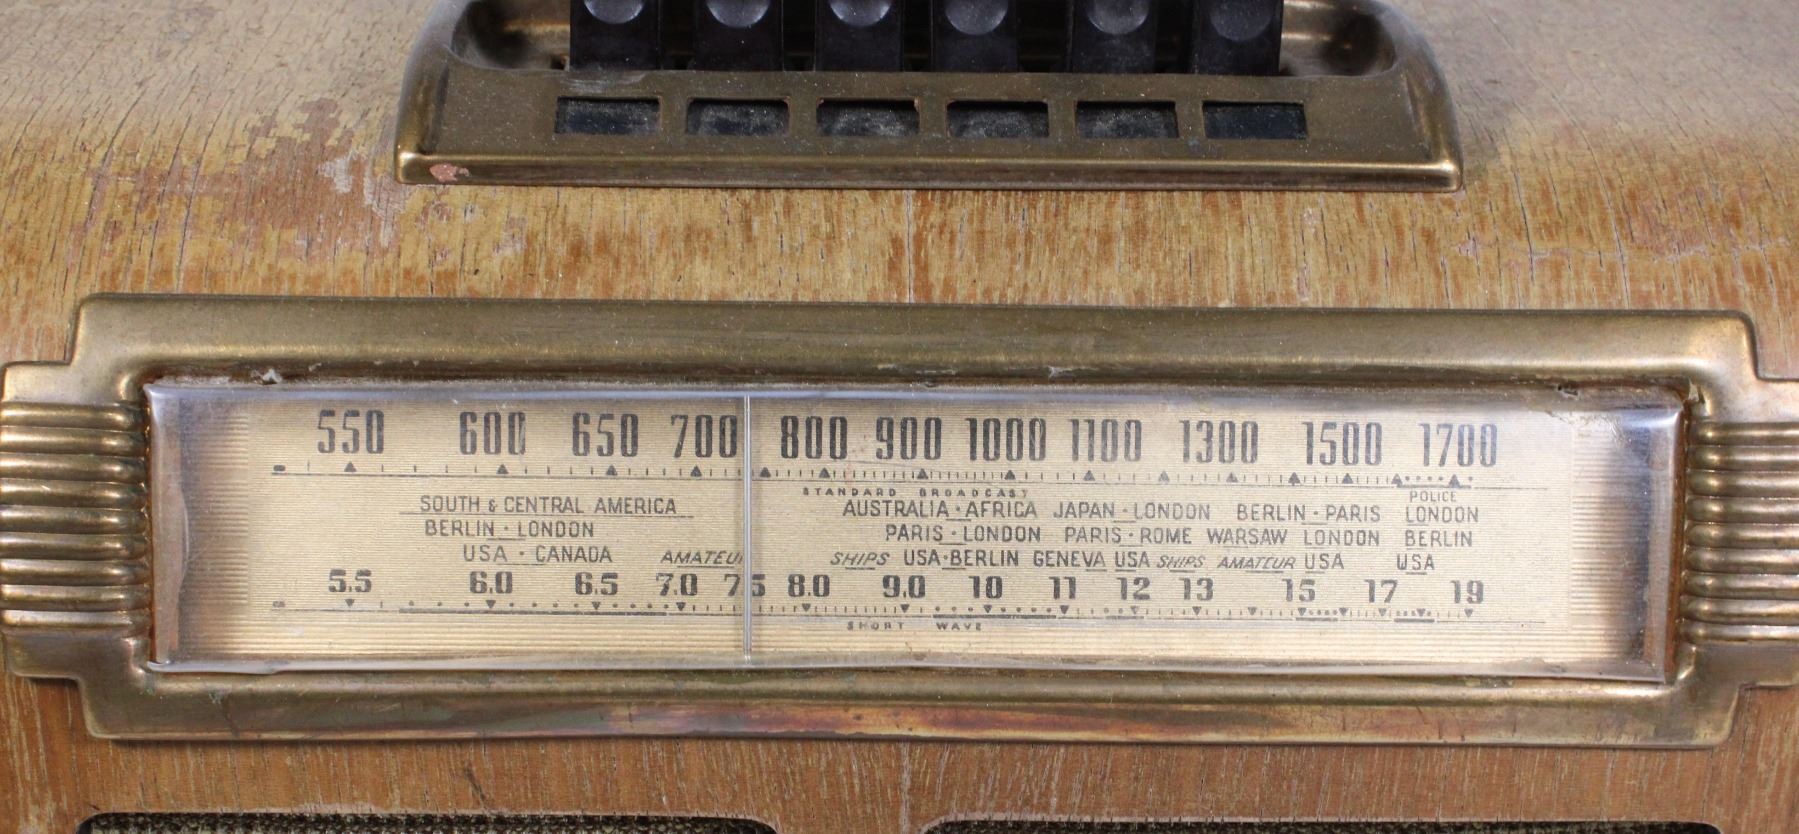 550 600 650 700 800 900 1000 1100 1300 1500 1700
STANDARD BROADCAST
POLICE
SOUTH & CENTRAL AMERICA AUSTRALIA · AFRICA JAPAN · LONDON BERLIN · PARIS LONDON
BERLIN · LONDON PARIS · LONDON PARIS · ROME WARSAW LONDON BERLIN
USA · CANADA AMATEUR SHIPS USA · BERLIN GENEVA USA SHIPS AMATEUR USA USA
5.5 6.0 6.5 7.0 7.5 8.0 9.0 10 11 12 13 15 17 19
SHORT WAVE